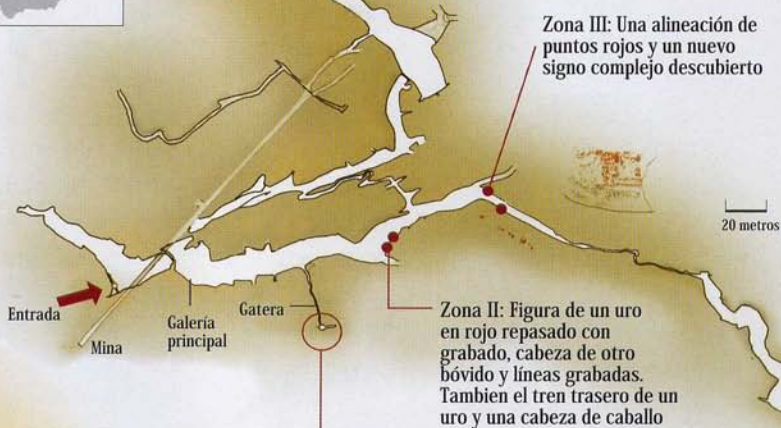 Zona III: Una alineación de
puntos rojos y un nuevo
signo complejo descubierto
20 metros
Entrada
Mina
Galería
principal
Gatera
Zona II: Figura de un uro
en rojo repasado con
grabado, cabeza de otro
bóvido y líneas grabadas.
Tambien el tren trasero de un
uro y una cabeza de caballo